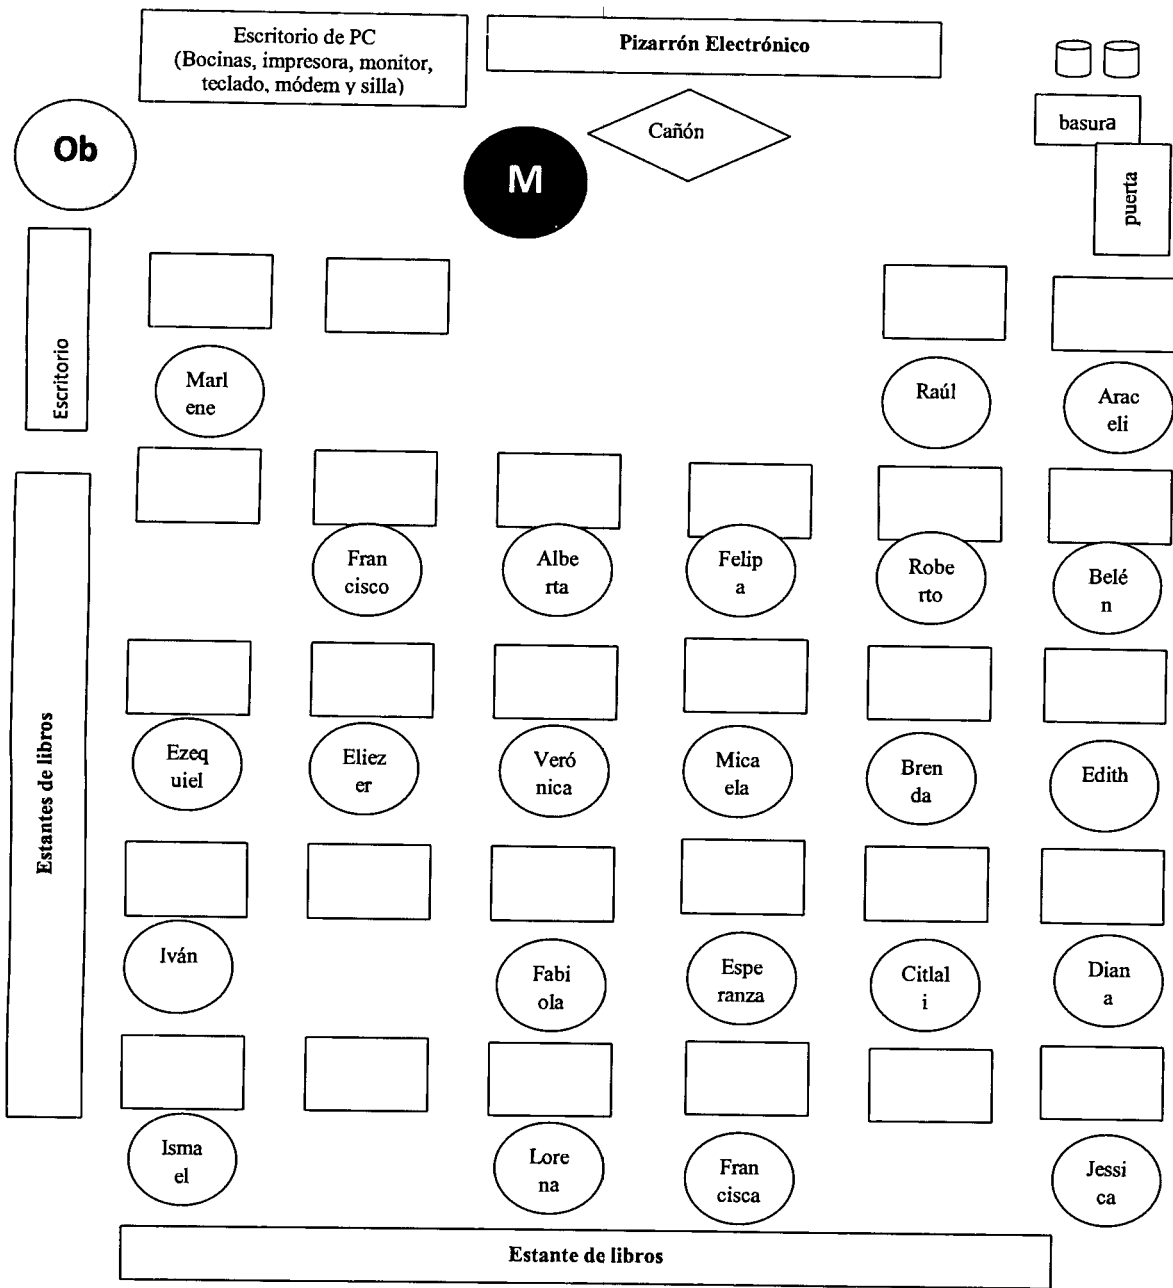 Escritorio de PC
(Bocinas, impresora, monitor,
teclado, módem y silla)
Pizarrón Electrónico
Ob
M
Cañón
basura
puerta
Escritorio
Marl
ene
Raúl
Arac
eli
Fran
cisco
Albe
rta
Felip
a
Robe
rto
Belé
n
Estantes de libros
Ezeq
uiel
Eliez
er
Veró
nica
Mica
ela
Bren
da
Edith
Iván
Fabi
ola
Espe
ranza
Citlal
i
Dian
a
Isma
el
Lore
na
Fran
cisca
Jessi
ca
Estante de libros